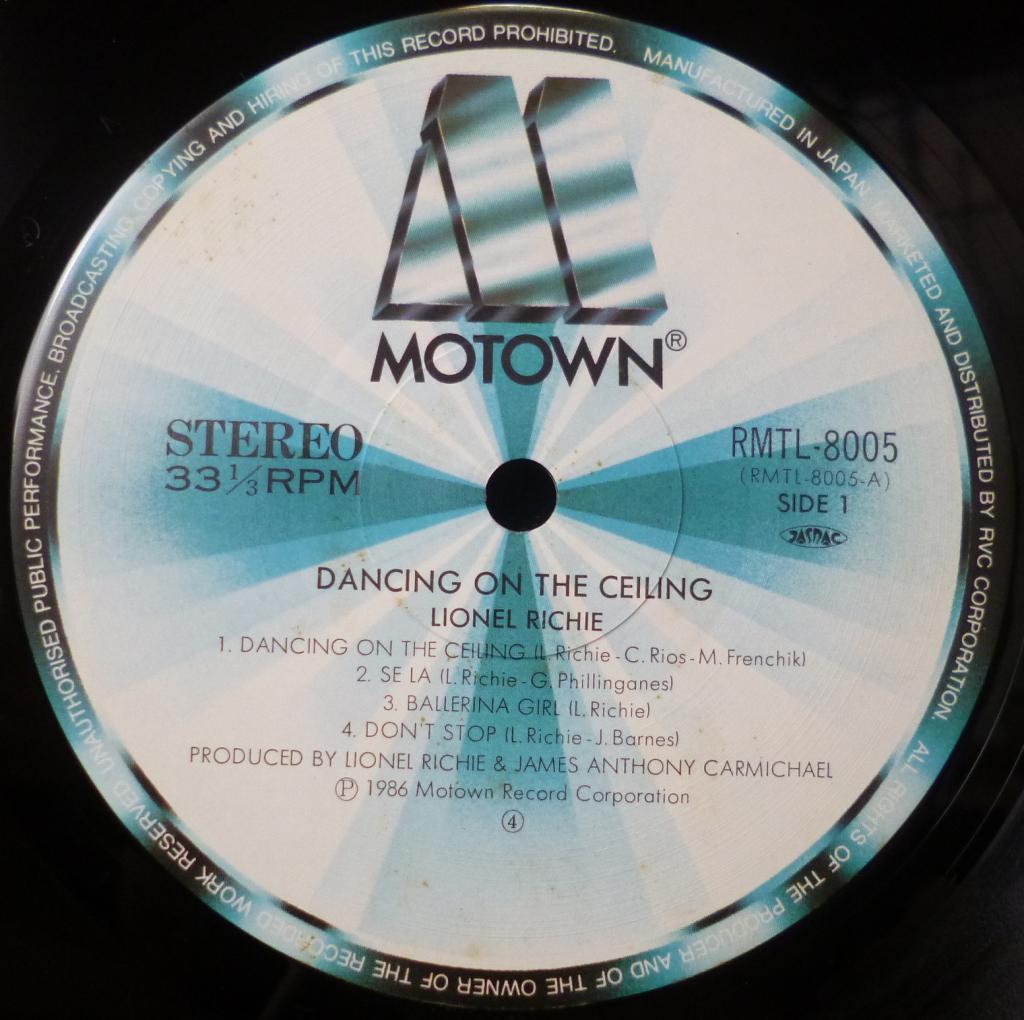 MOTOWN®
STEREO
33 1/3 RPM
RMTL-8005
(RMTL-8005-A)
SIDE 1
JASRAC
DANCING ON THE CEILING
LIONEL RICHIE
1. DANCING ON THE CEILING (L. Richie - C. Rios - M. Frenchik)
2. SE LA (L. Richie - G. Phillinganes)
3. BALLERINA GIRL (L. Richie)
4. DON'T STOP (L. Richie - J. Barnes)
PRODUCED BY LIONEL RICHIE & JAMES ANTHONY CARMICHAEL
Ⓟ 1986 Motown Record Corporation
④
MANUFACTURED IN JAPAN. MARKETED AND DISTRIBUTED BY RVC CORPORATION. ALL RIGHTS OF THE PRODUCER AND OF THE OWNER OF THE RECORDED WORK RESERVED UNAUTHORISED PUBLIC PERFORMANCE. BROADCASTING, COPYING AND HIRING OF THIS RECORD PROHIBITED.